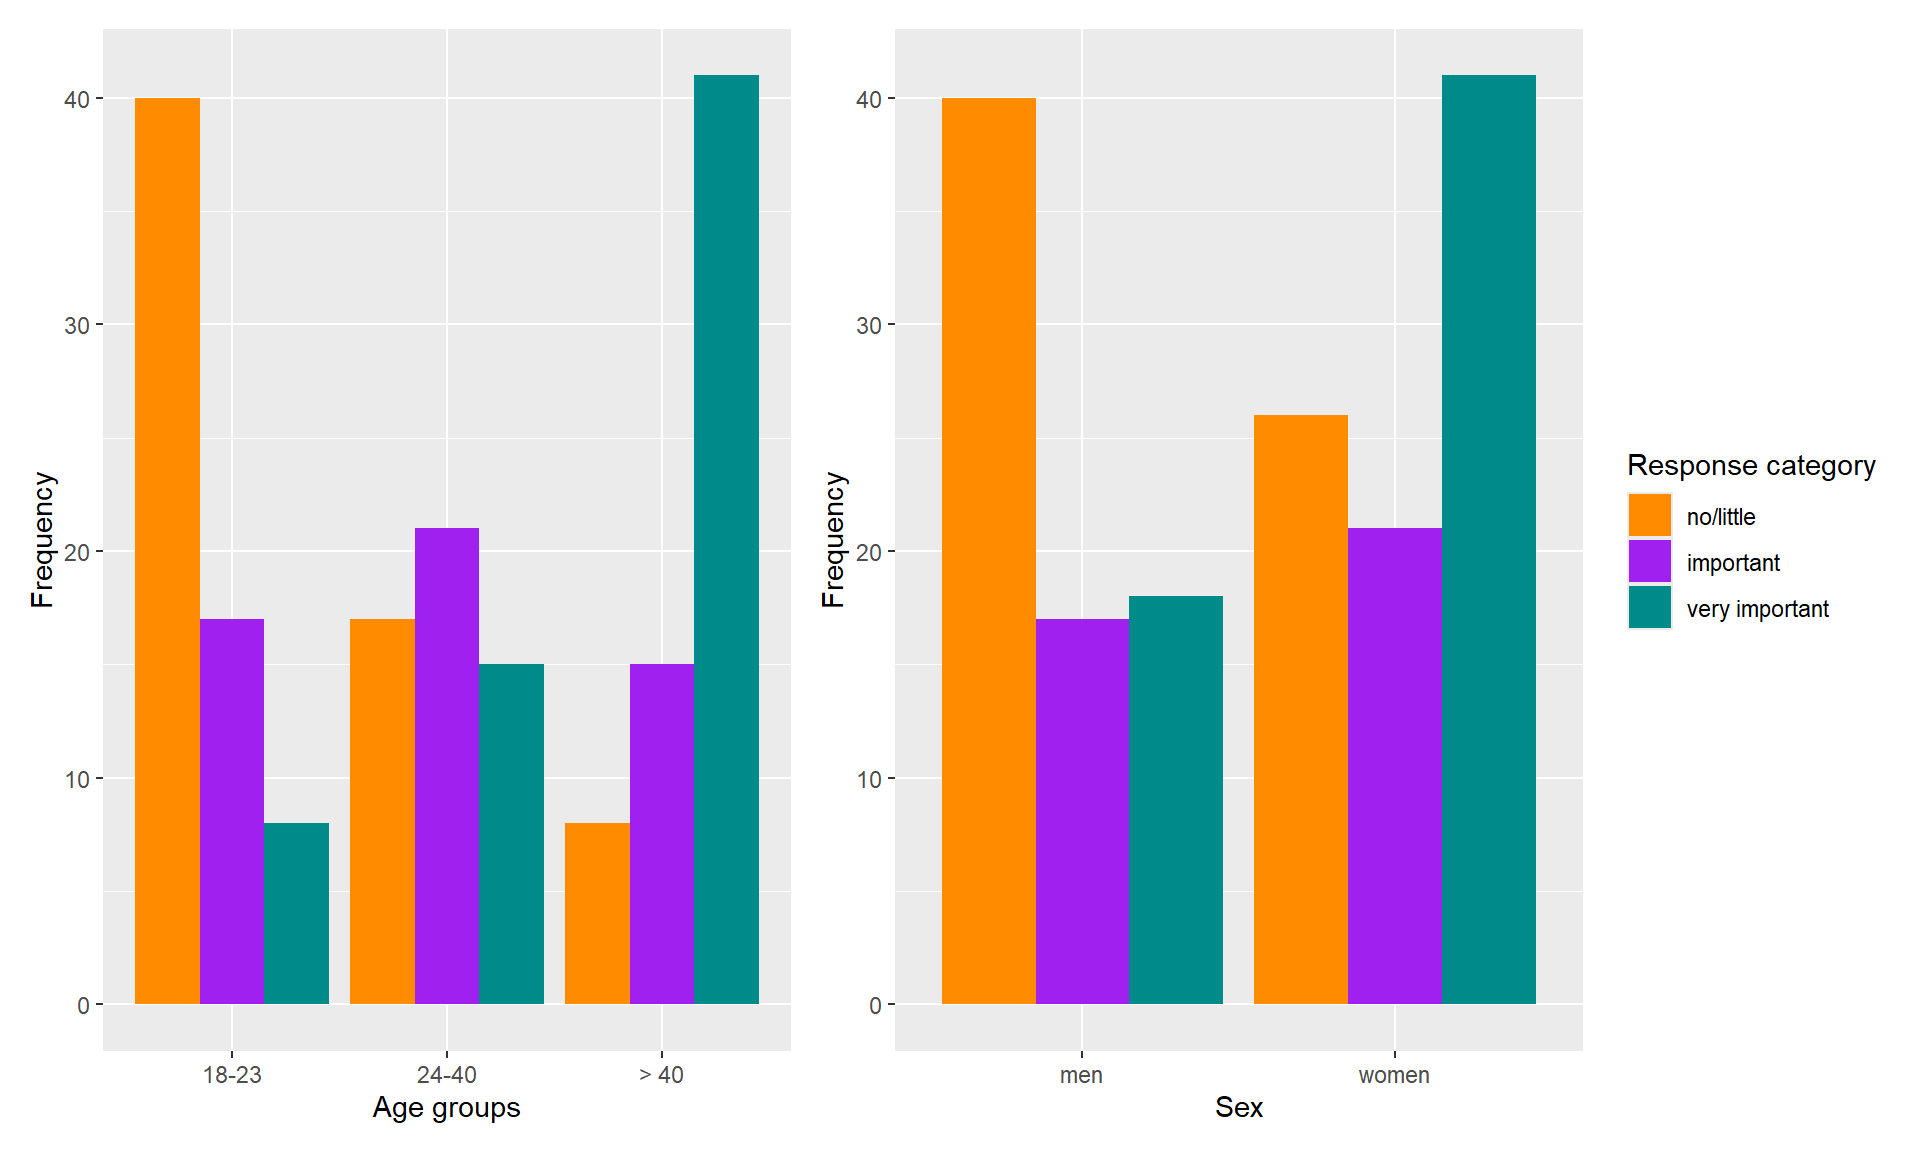 Frequency
40
30
20
10
0
18-23 24-40 > 40
Age groups
Frequency
40
30
20
10
0
men women
Sex
Response category
no/little
important
very important